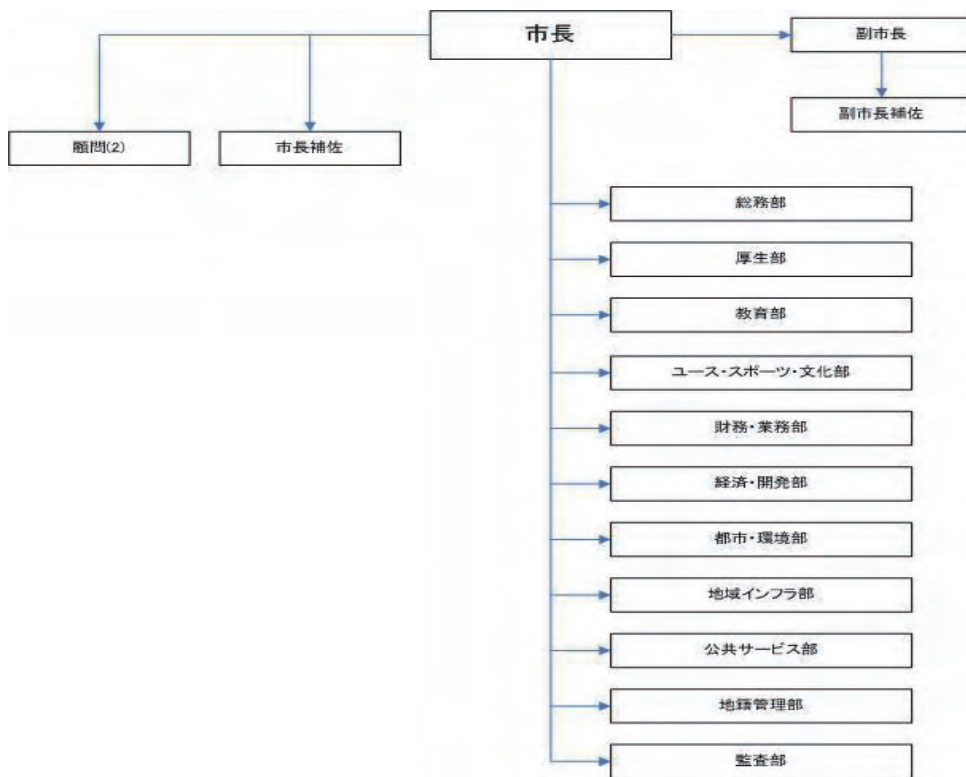 市長
副市長
副市長補佐
顧問(2)
市長補佐
総務部
厚生部
教育部
ユース・スポーツ・文化部
財務・業務部
経済・開発部
都市・環境部
地域インフラ部
公共サービス部
地籍管理部
監査部